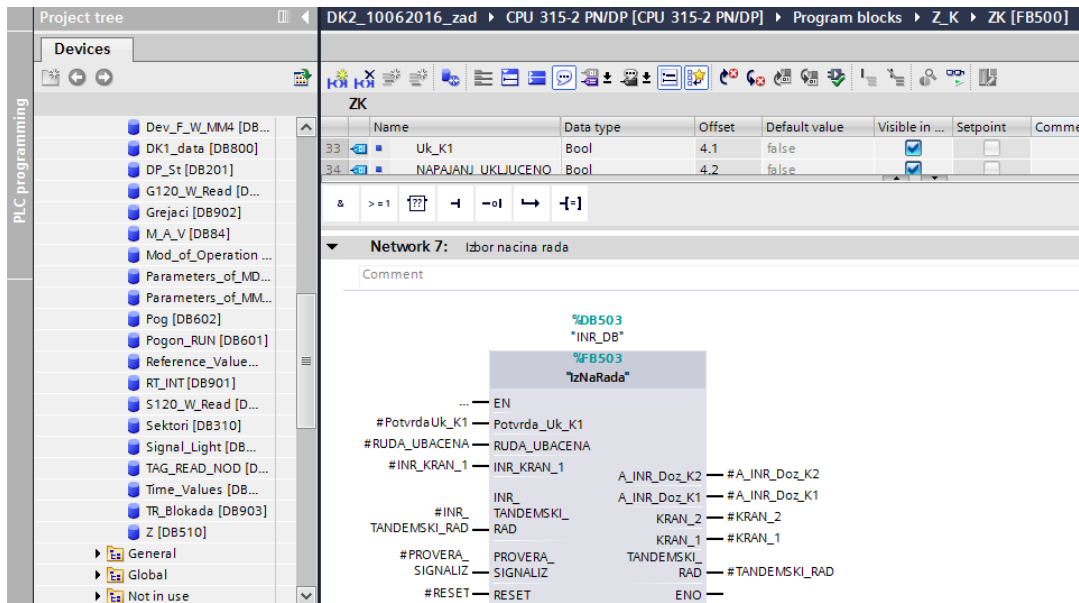 Project tree
DK2_10062016_zad ▸ CPU 315-2 PN/DP [CPU 315-2 PN/DP] ▸ Program blocks ▸ Z_K ▸ ZK [FB500]
Devices
PLC programming
Dev_F_W_MM4 [DB...
DK1_data [DB800]
DP_St [DB201]
G120_W_Read [D...
Grejaci [DB902]
M_A_V [DB84]
Mod_of_Operation ...
Parameters_of_MD...
Parameters_of_MM...
Pog [DB602]
Pogon_RUN [DB601]
Reference_Value...
RT_INT [DB901]
S120_W_Read [D...
Sektori [DB310]
Signal_Light [DB...
TAG_READ_NOD [D...
Time_Values [DB...
TR_Blokada [DB903]
Z [DB510]
General
Global
Not in use
ZK
Name Data type Offset Default value Visible in ... Setpoint Comme
33 Uk_K1 Bool 4.1 false
34 NAPAJANJ_UKLJUCENO Bool 4.2 false
& >=1 ??
Network 7: Izbor nacina rada
Comment
%DB503
"INR_DB"
%FB503
"IzNaRada"
... EN
#PotvrdaUk_K1 Potvrda_Uk_K1
#RUDA_UBACENA RUDA_UBACENA
#INR_KRAN_1 INR_KRAN_1
#INR_
TANDEMSKI_RAD
INR_
TANDEMSKI_
RAD
#PROVERA_
SIGNALIZ
PROVERA_
SIGNALIZ
#RESET RESET
A_INR_Doz_K2 #A_INR_Doz_K2
A_INR_Doz_K1 #A_INR_Doz_K1
KRAN_2 #KRAN_2
KRAN_1 #KRAN_1
TANDEMSKI_
RAD #TANDEMSKI_RAD
ENO